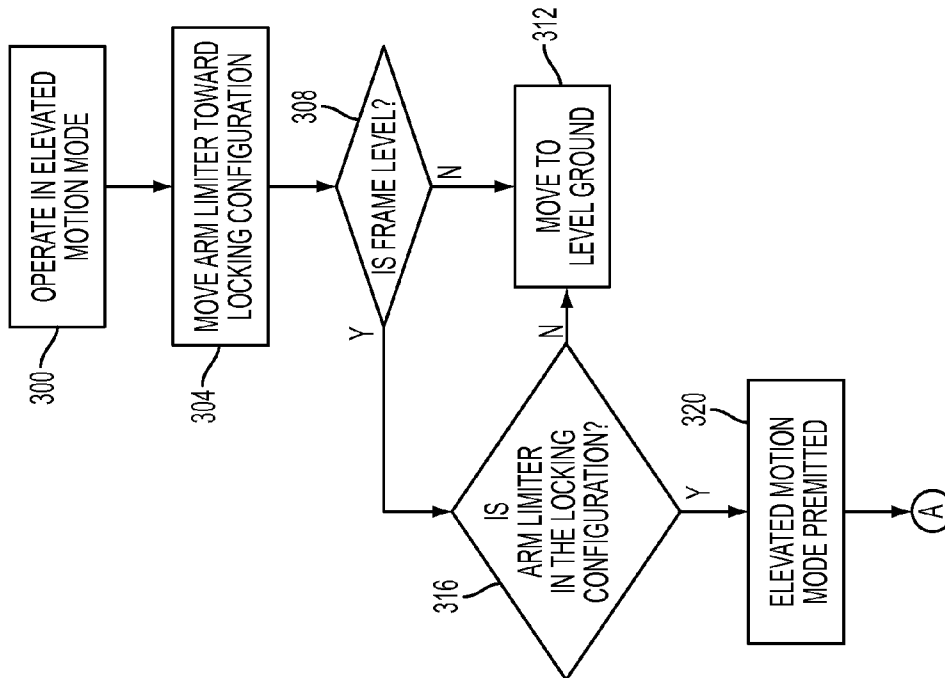 300
OPERATE IN ELEVATED
MOTION MODE
304
MOVE ARM LIMITER TOWARD
LOCKING CONFIGURATION
308
IS FRAME LEVEL?
Y
N
312
MOVE TO
LEVEL GROUND
316
IS
ARM LIMITER
IN THE LOCKING
CONFIGURATION?
N
Y
320
ELEVATED MOTION
MODE PREMITTED
A